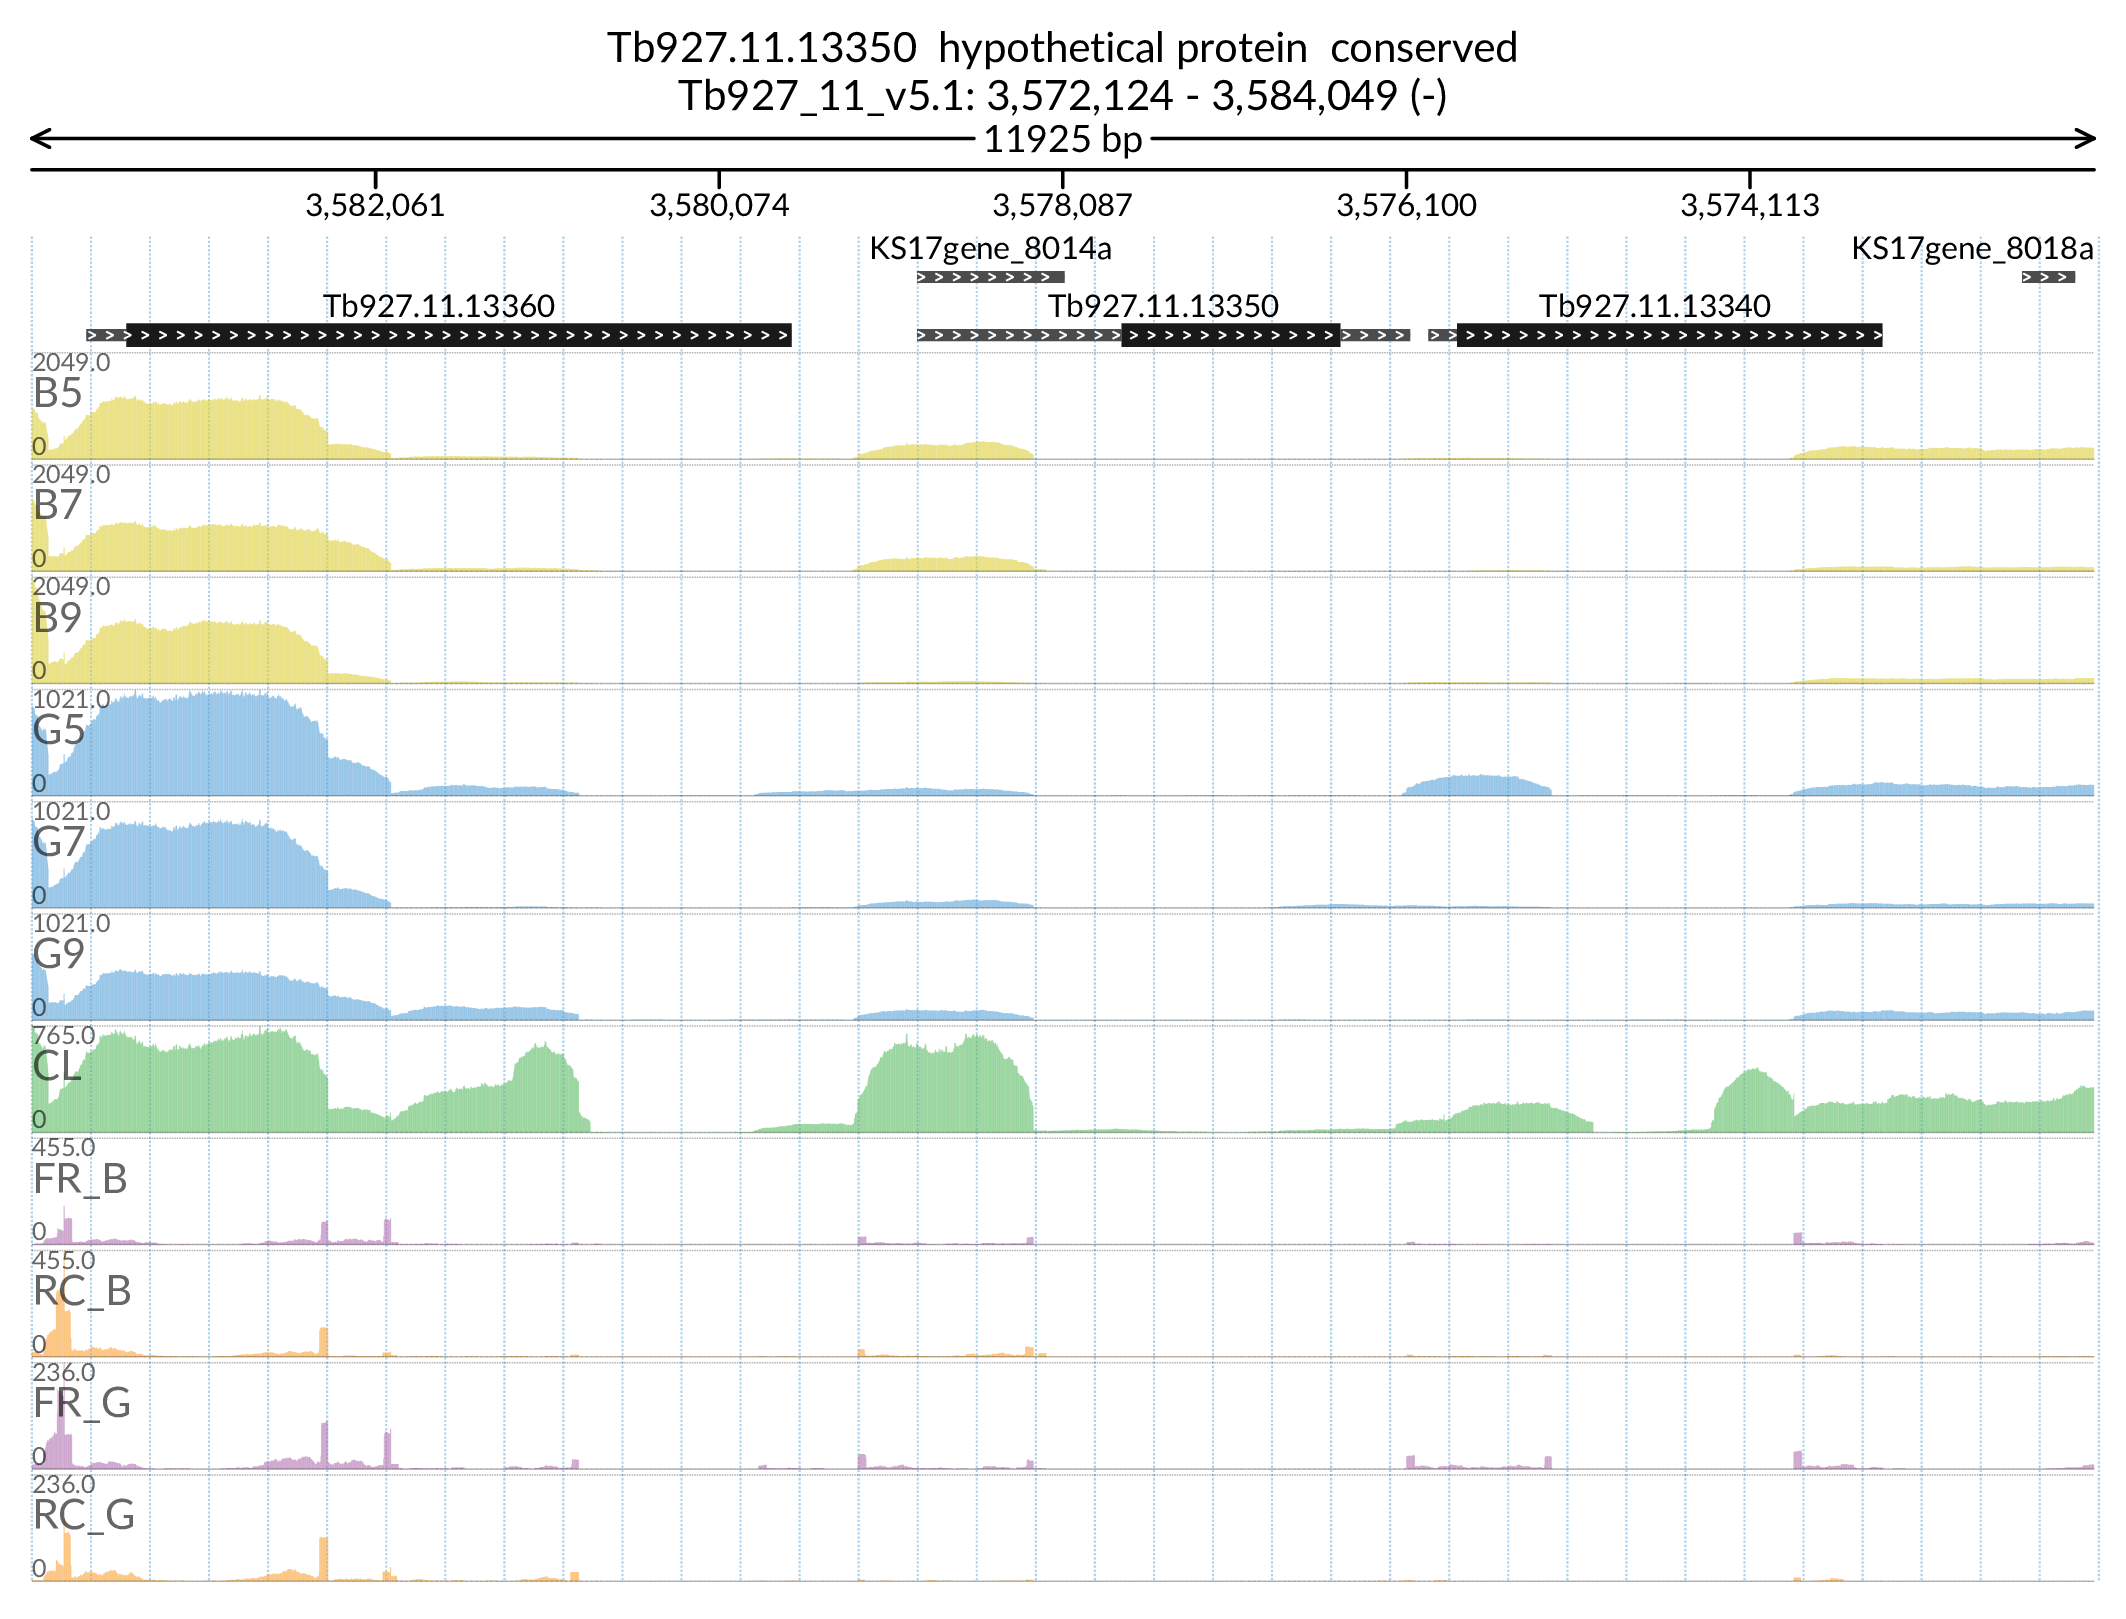 Tb927.11.13350  hypothetical protein  conserved
Tb927_11_v5.1: 3,572,124 - 3,584,049 (-)
11925 bp
3,582,061 3,580,074 3,578,087 3,576,100 3,574,113
KS17gene_8014a KS17gene_8018a
Tb927.11.13360 Tb927.11.13350 Tb927.11.13340
2049.0
B5
0
2049.0
B7
0
2049.0
B9
0
1021.0
G5
0
1021.0
G7
0
1021.0
G9
0
765.0
CL
0
455.0
FR_B
0
455.0
RC_B
0
236.0
FR_G
0
236.0
RC_G
0